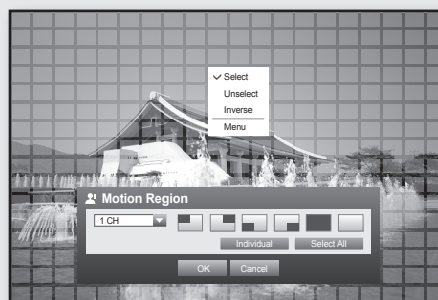 Select
Unselect
Inverse
Menu
Motion Region
1 CH
Individual
Select All
OK
Cancel